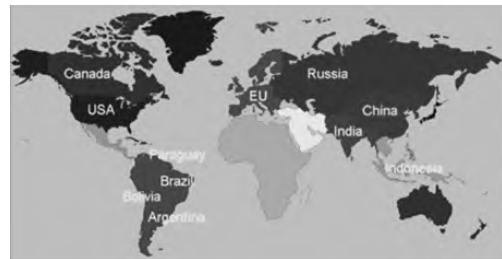 Canada
Russia
EU
USA
China
India
Paraguay
Indonesia
Brazil
Bolivia
Argentina